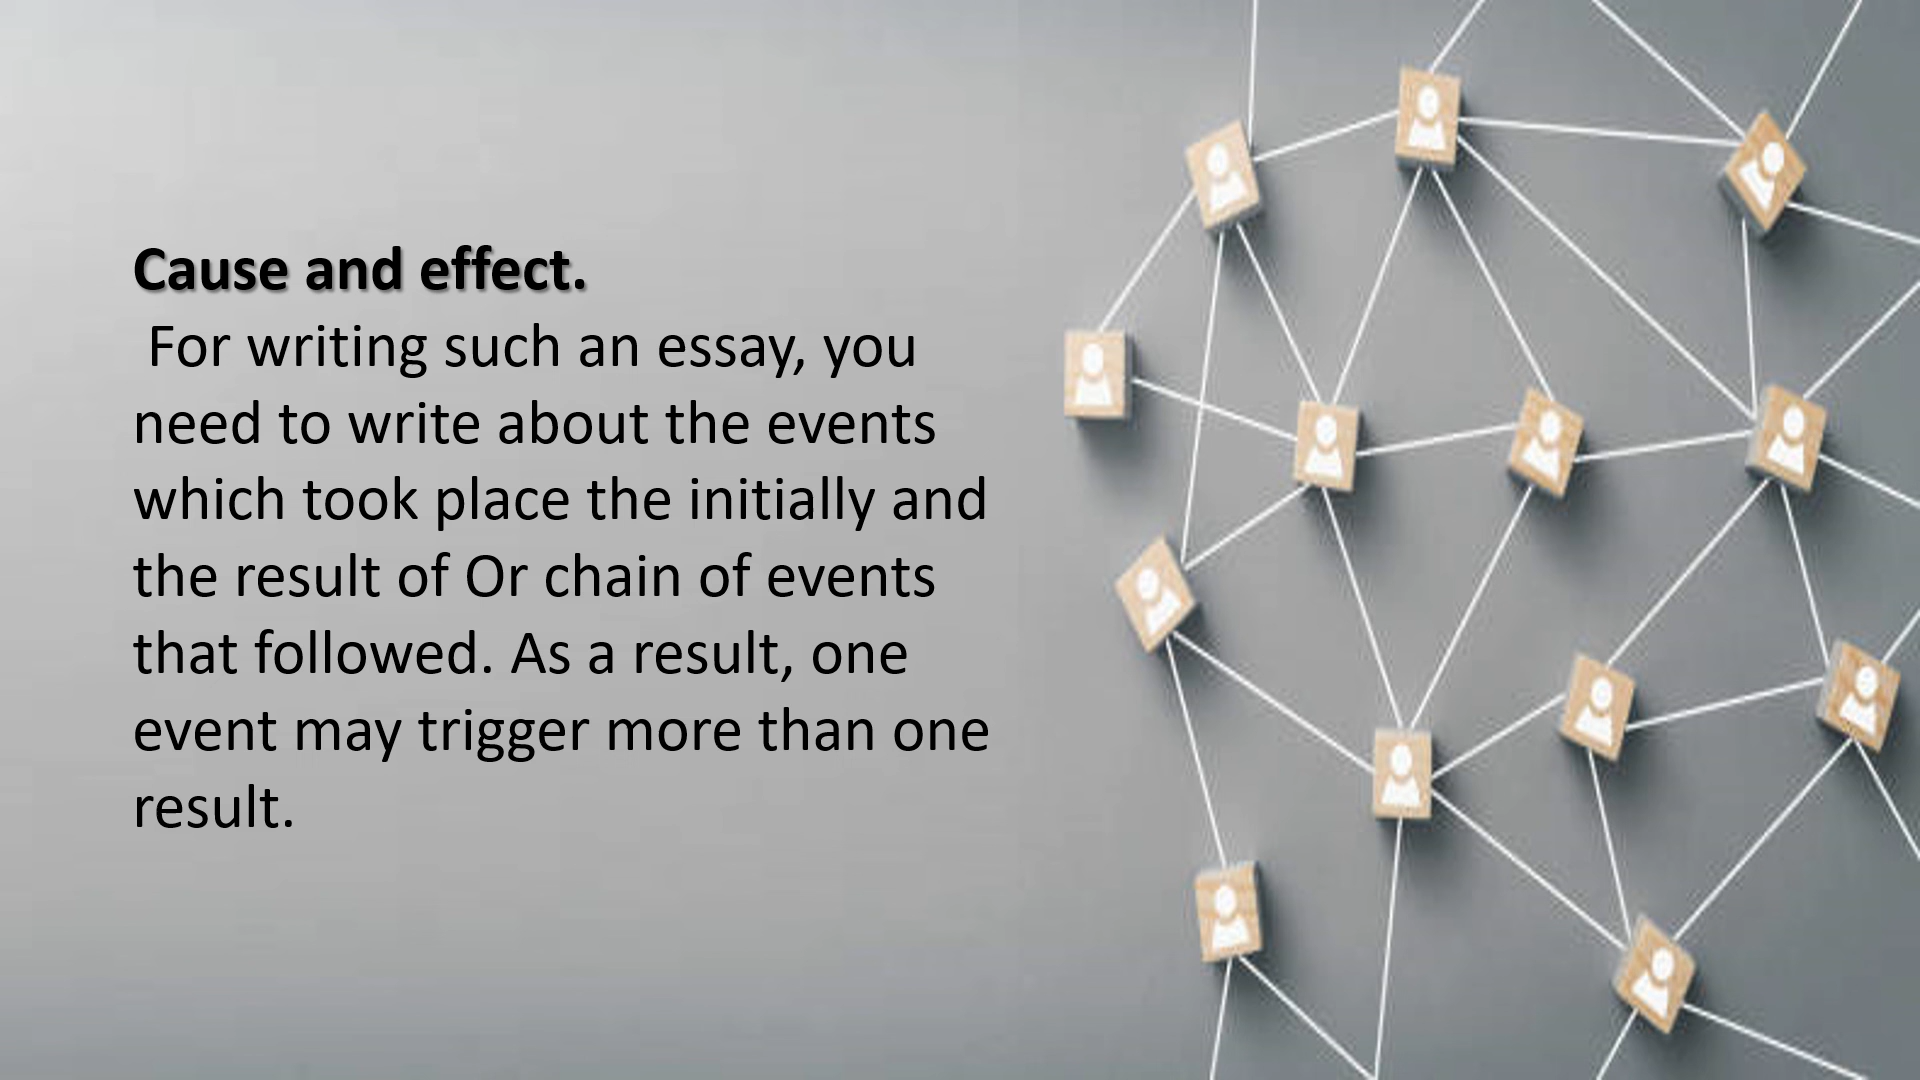 Cause and effect.
For writing such an essay, you
need to write about the events
which took place the initially and
the result of Or chain of events
that followed. As a result, one
event may trigger more than one
result.